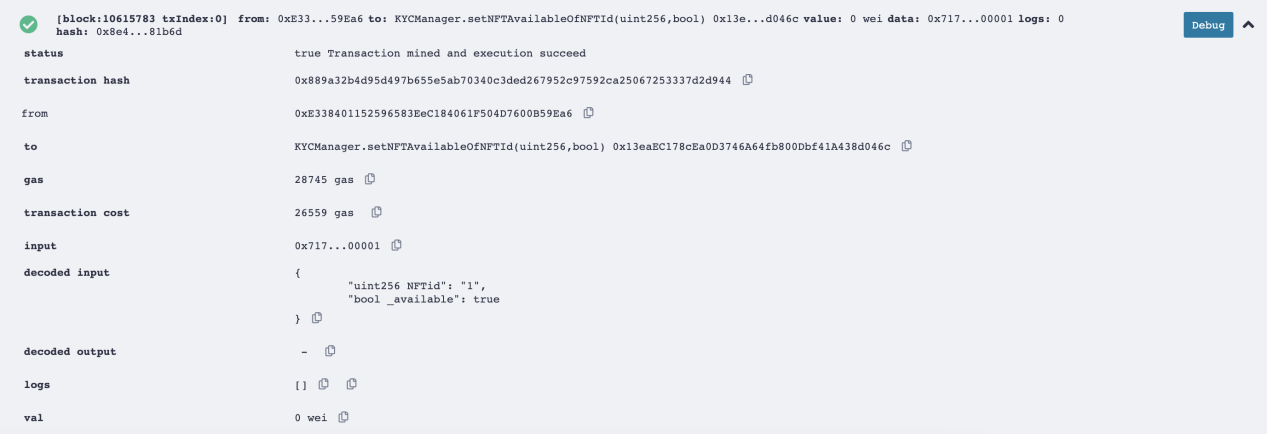 [block:10615783 txIndex:0] from: 0xE33...59Ea6 to: KYCManager.setNFTAvailableOfNFTId(uint256,bool) 0x13e...d046c value: 0 wei data: 0x717...00001 logs: 0
hash: 0x8e4...81b6d
Debug
status true Transaction mined and execution succeed
transaction hash 0x889a32b4d95d497b655e5ab70340c3ded267952c97592ca25067253337d2d944
from 0xE338401152596583EeC184061F504D7600B59Ea6
to KYCManager.setNFTAvailableOfNFTId(uint256,bool) 0x13eaEC178cEa0D3746A64fb800Dbf41A438d046c
gas 28745 gas
transaction cost 26559 gas
input 0x717...00001
decoded input {
"uint256 NFTid": "1",
"bool _available": true
}
decoded output -
logs []
val 0 wei